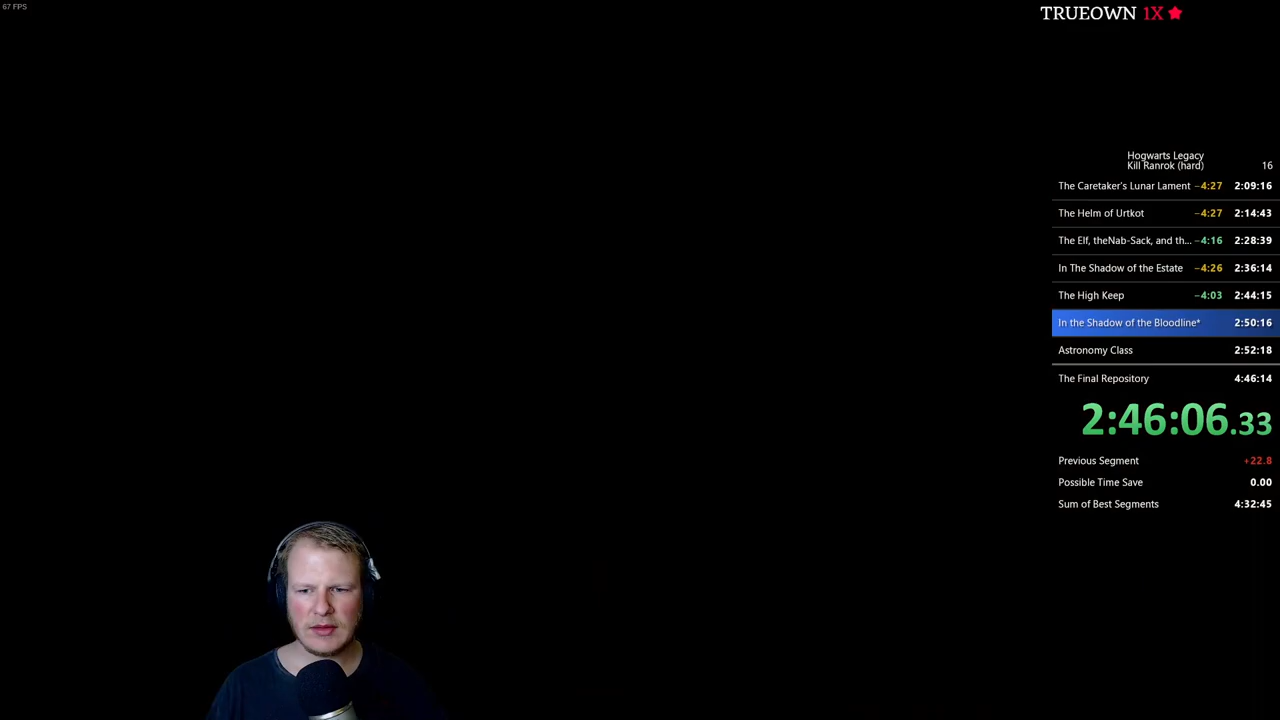 67 FPS
TRUEOWN 1X
Hogwarts Legacy
Kill Ranrok (hard) 16
The Caretaker's Lunar Lament -4:27 2:09:16
The Helm of Urtkot -4:27 2:14:43
The Elf, theNab-Sack, and th... -4:16 2:28:39
In The Shadow of the Estate -4:26 2:36:14
The High Keep -4:03 2:44:15
In the Shadow of the Bloodline* 2:50:16
Astronomy Class 2:52:18
The Final Repository 4:46:14
2:46:06.33
Previous Segment +22.8
Possible Time Save 0.00
Sum of Best Segments 4:32:45